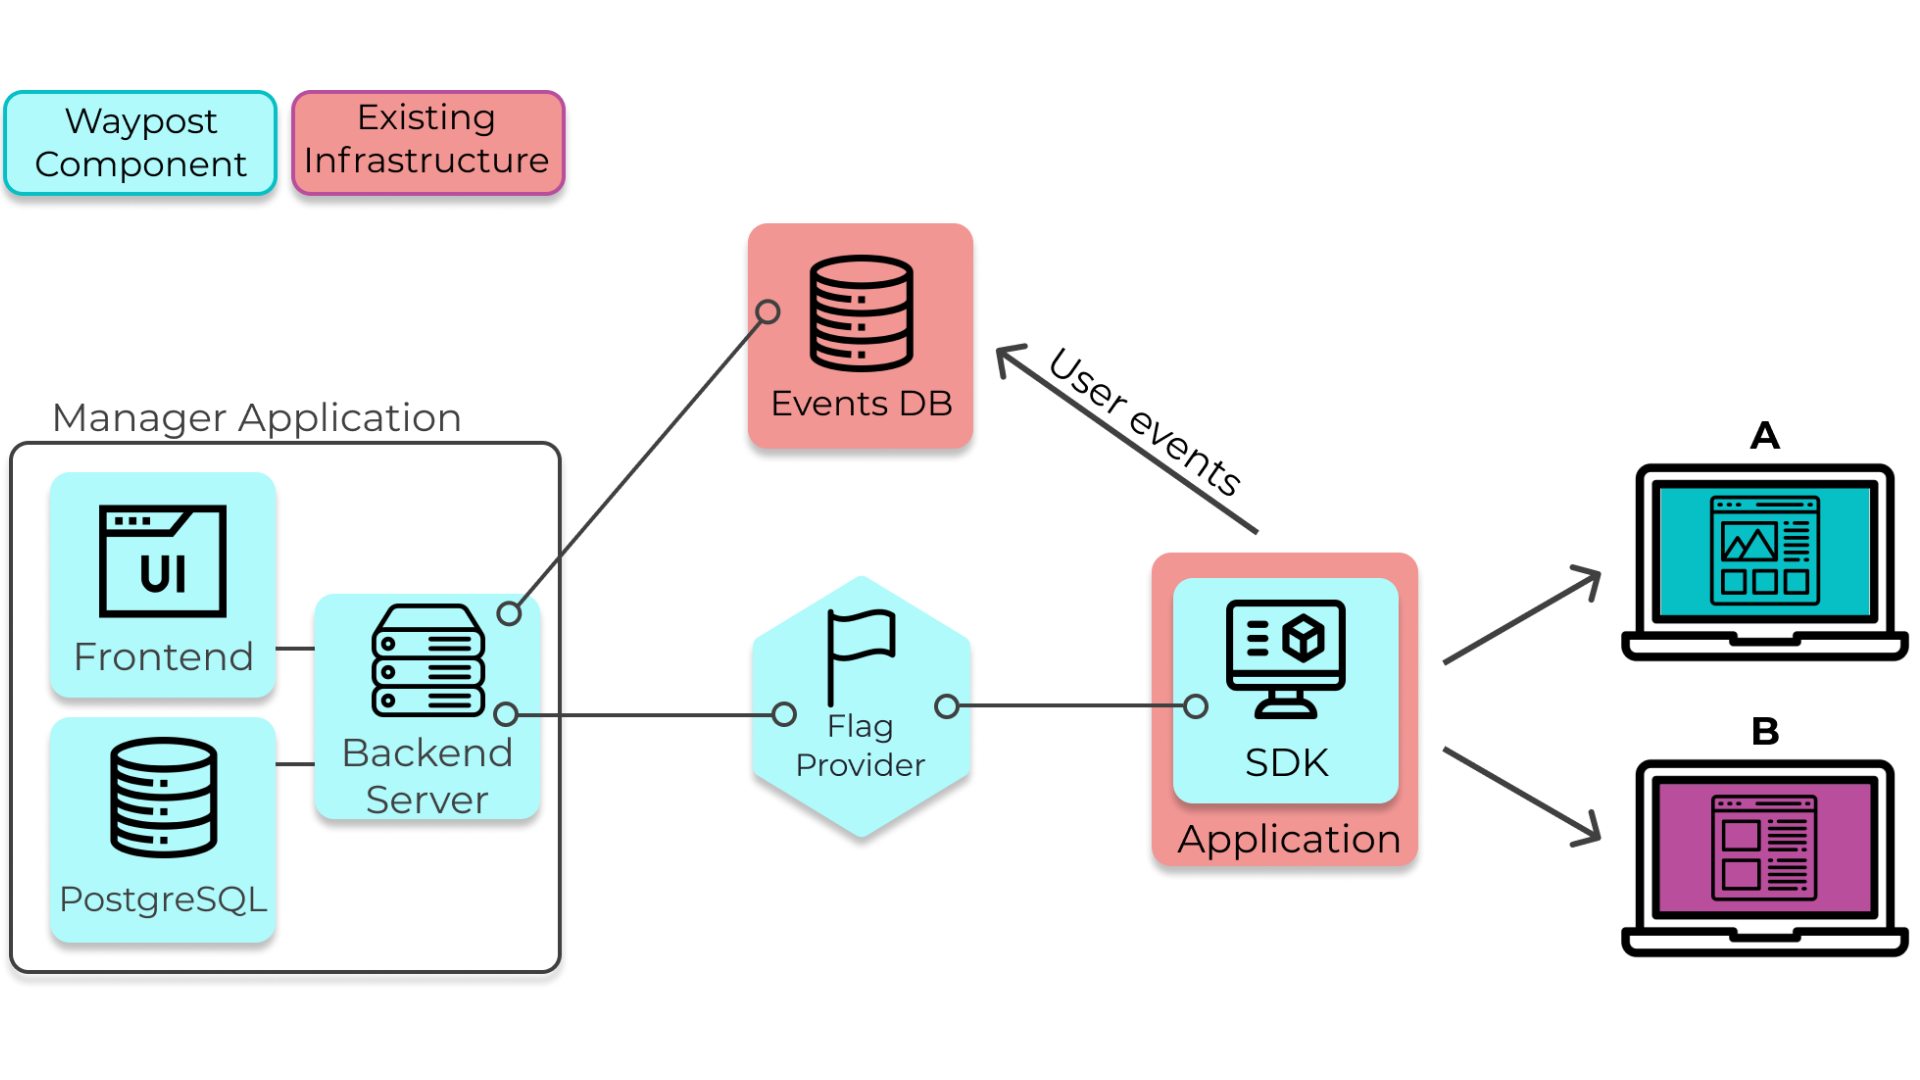 Waypost
Component
Existing
Infrastructure
Events DB
User events
Manager Application
UI
Frontend
Backend
Server
PostgreSQL
Flag
Provider
SDK
Application
A
B